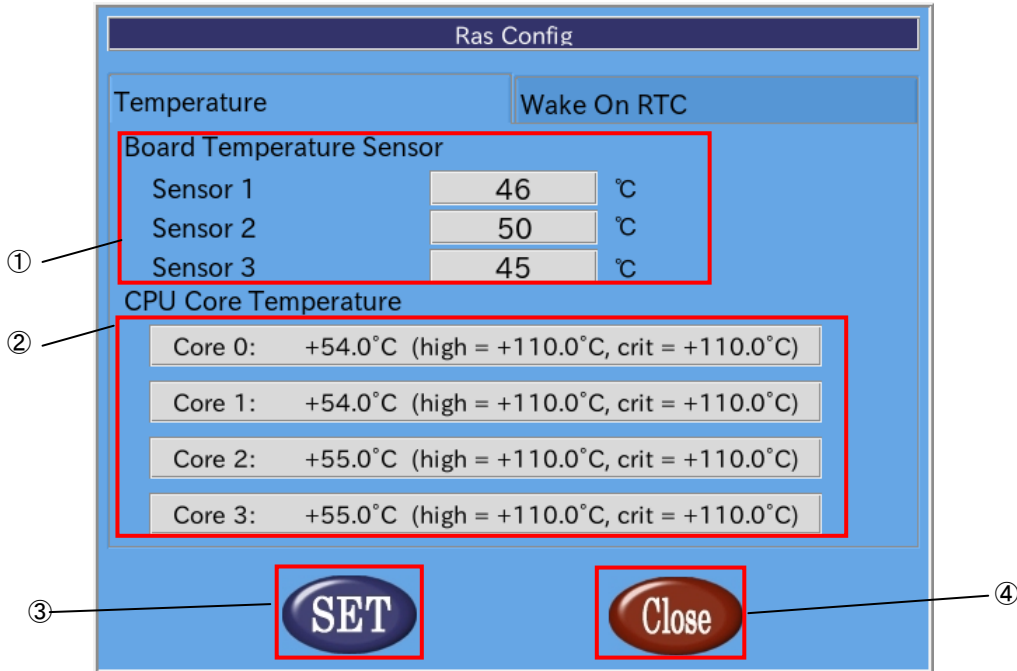 Ras Config
Temperature Wake On RTC
Board Temperature Sensor
Sensor 1 46 ℃
Sensor 2 50 ℃
① Sensor 3 45 ℃
CPU Core Temperature
② Core 0: +54.0°C (high = +110.0°C, crit = +110.0°C)
Core 1: +54.0°C (high = +110.0°C, crit = +110.0°C)
Core 2: +55.0°C (high = +110.0°C, crit = +110.0°C)
Core 3: +55.0°C (high = +110.0°C, crit = +110.0°C)
③ SET Close ④